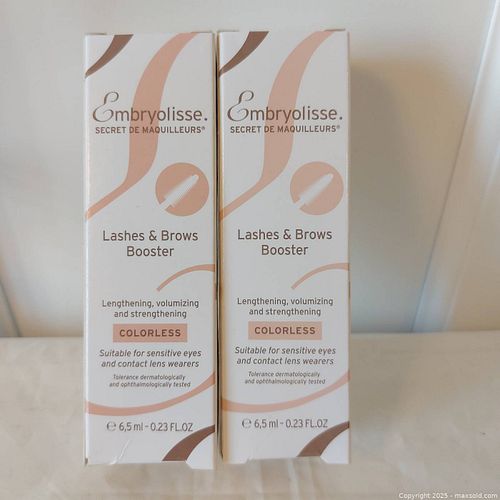 Embryolisse.
SECRET DE MAQUILLEURS®
Lashes & Brows
Booster
Lengthening, volumizing
and strengthening
COLORLESS
Suitable for sensitive eyes
and contact lens wearers
Tolerance dermatologically
and ophthalmologically tested
℮ 6,5 ml - 0.23 FL.OZ
Embryolisse.
SECRET DE MAQUILLEURS®
Lashes & Brows
Booster
Lengthening, volumizing
and strengthening
COLORLESS
Suitable for sensitive eyes
and contact lens wearers
Tolerance dermatologically
and ophthalmologically tested
℮ 6,5 ml - 0.23 FL.OZ
Copyright 2025 - maxsold.com